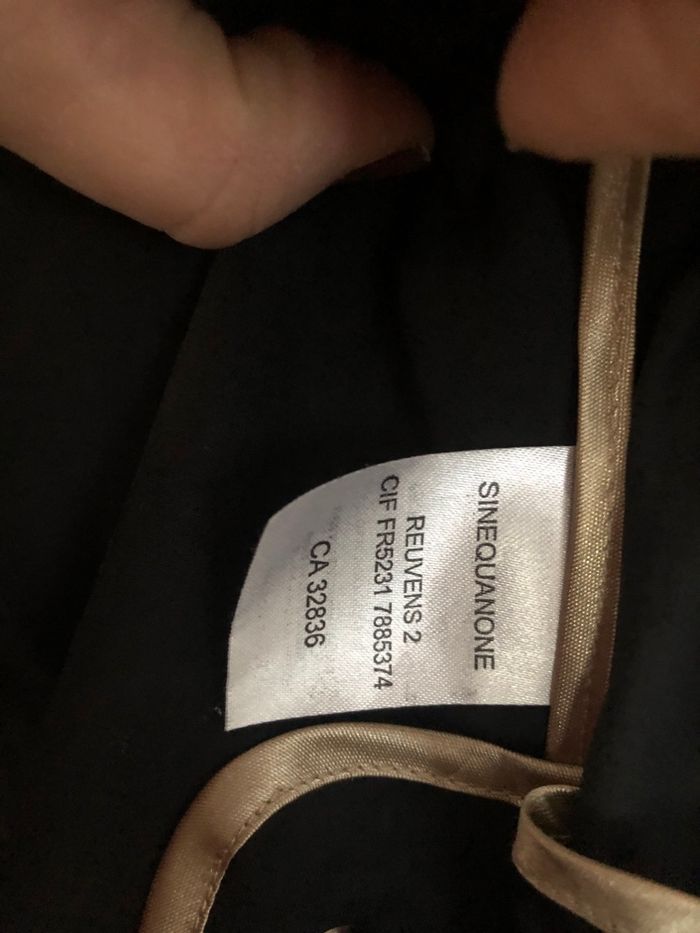 SINEQUANONE
REUVENS 2
CIF FR5231 7885374
CA 32836